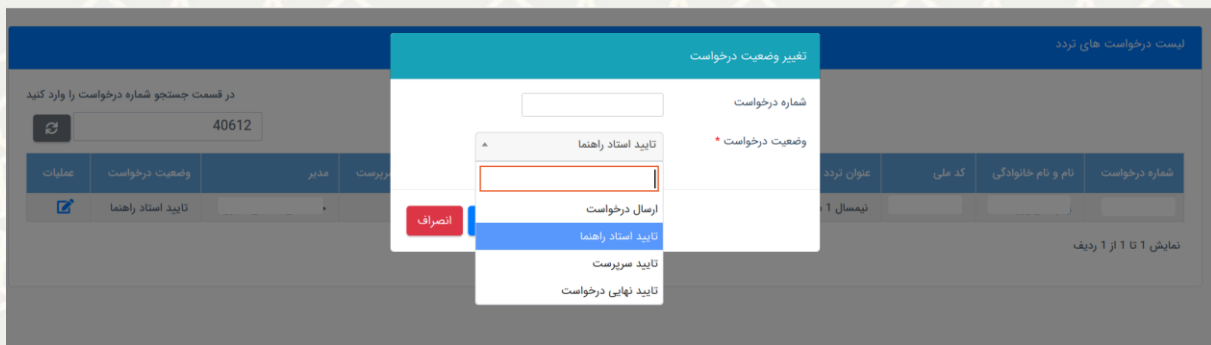 لیست درخواست های تردد
تغییر وضعیت درخواست
در قسمت جستجو شماره درخواست را وارد کنید
40612
شماره درخواست
وضعیت درخواست *
تایید استاد راهنما
ارسال درخواست
تایید استاد راهنما
تایید سرپرست
تایید نهایی درخواست
انصراف
شماره درخواست نام و نام خانوادگی کد ملی عنوان تردد مدیر وضعیت درخواست عملیات
نیمسال 1 تایید استاد راهنما
نمایش 1 تا 1 از 1 ردیف